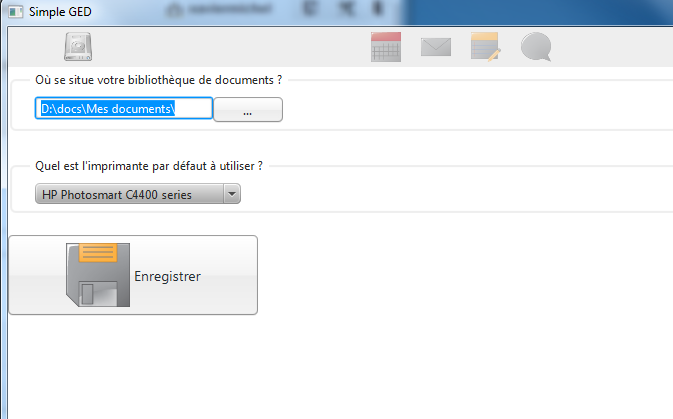 Simple GED
Où se situe votre bibliothèque de documents ?
D:\docs\Mes documents\
...
Quel est l'imprimante par défaut à utiliser ?
HP Photosmart C4400 series
Enregistrer